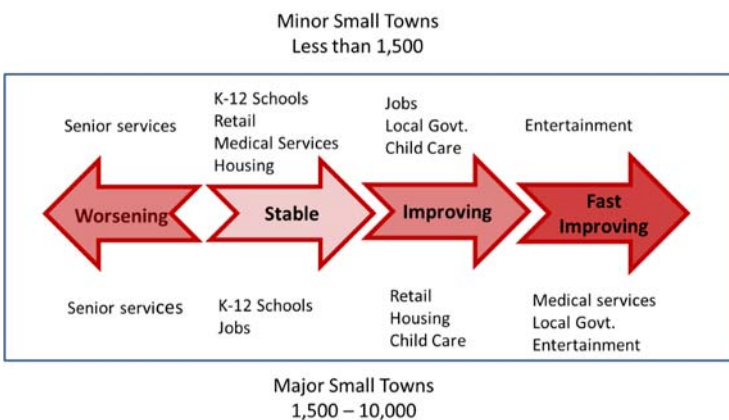 Minor Small Towns
Less than 1,500
Senior services
K-12 Schools
Retail
Medical Services
Housing
Jobs
Local Govt.
Child Care
Entertainment
Worsening
Stable
Improving
Fast
Improving
Senior services
K-12 Schools
Jobs
Retail
Housing
Child Care
Medical services
Local Govt.
Entertainment
Major Small Towns
1,500 – 10,000